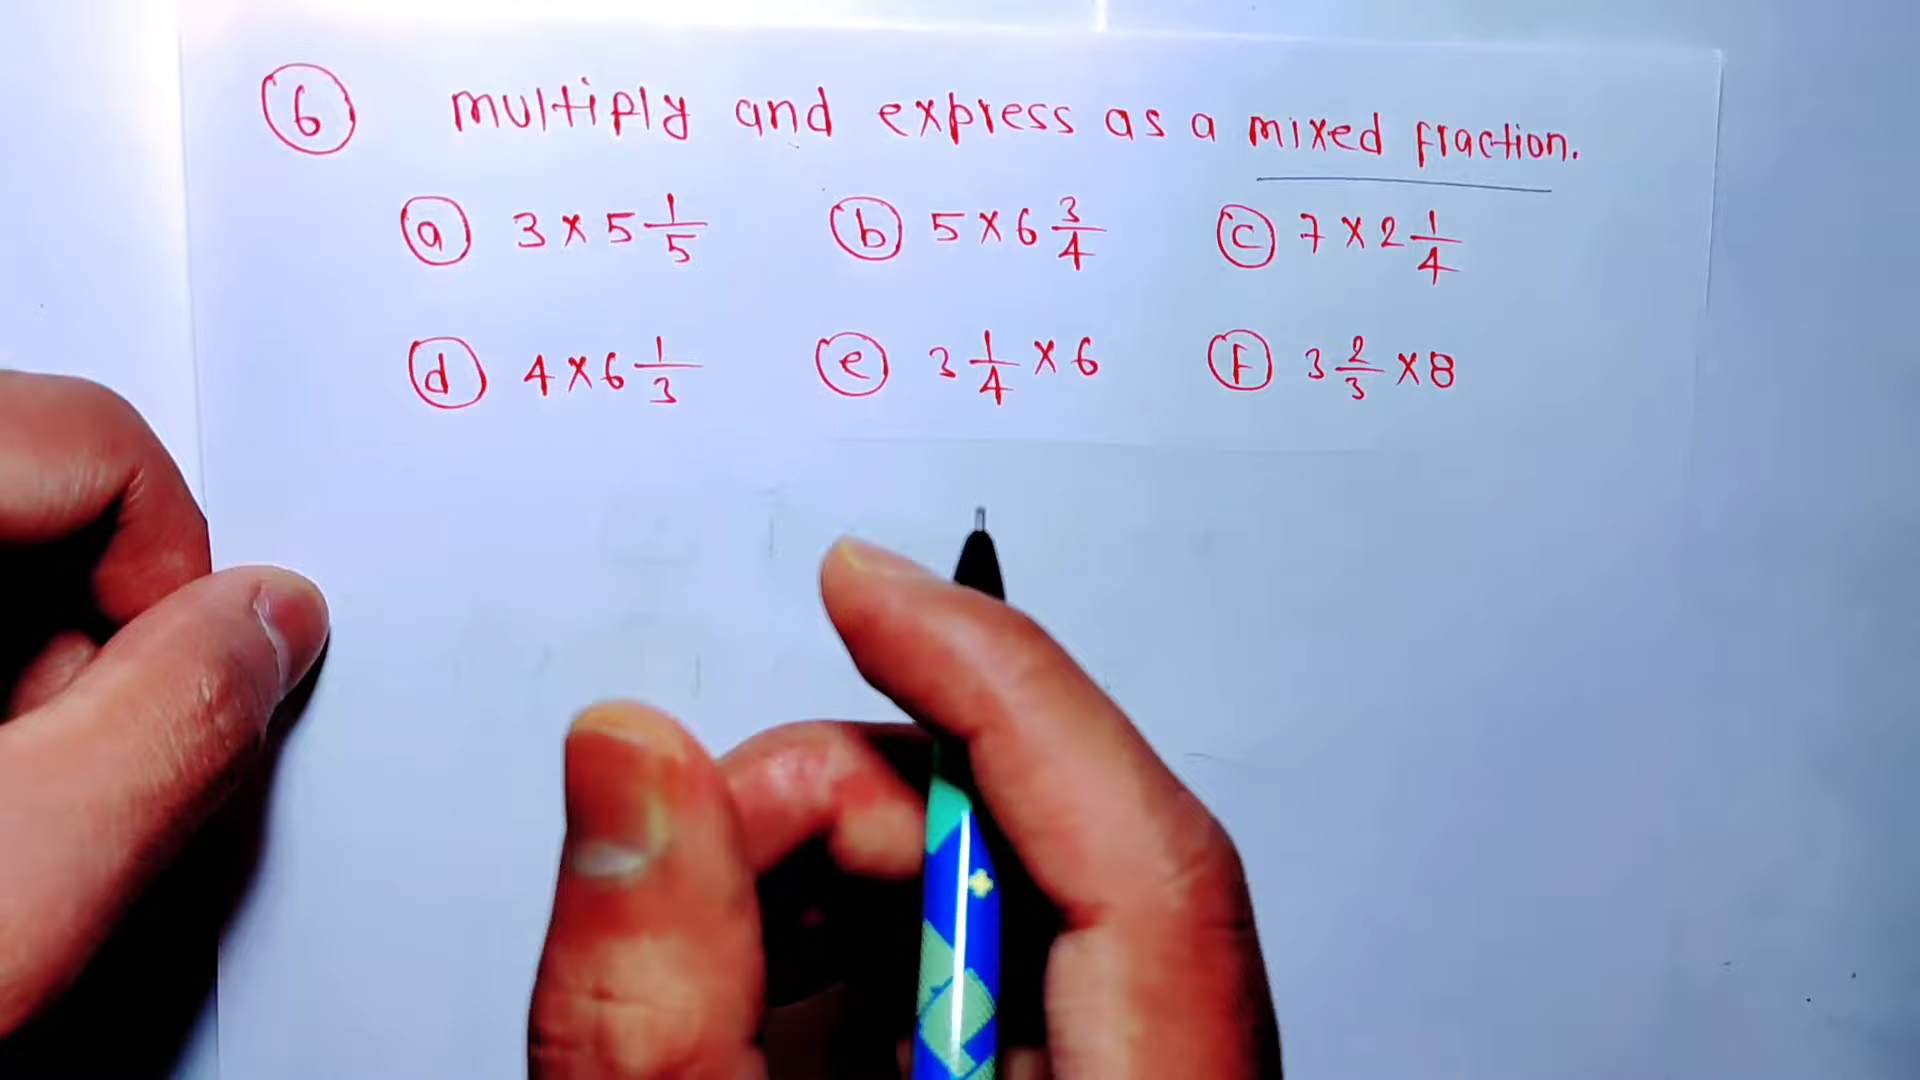 6 multiply and express as a mixed fraction.
a 3 × 5 1/5 b 5 × 6 3/4 c 7 × 2 1/4
d 4 × 6 1/3 e 3 1/4 × 6 f 3 2/3 × 8